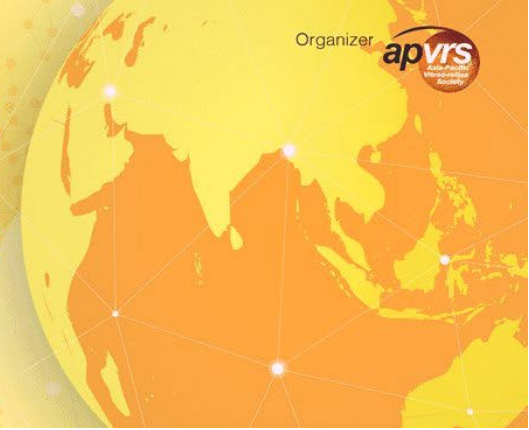 Organizer
apvrs
Asia-Pacific
Vitreo-retina
Society